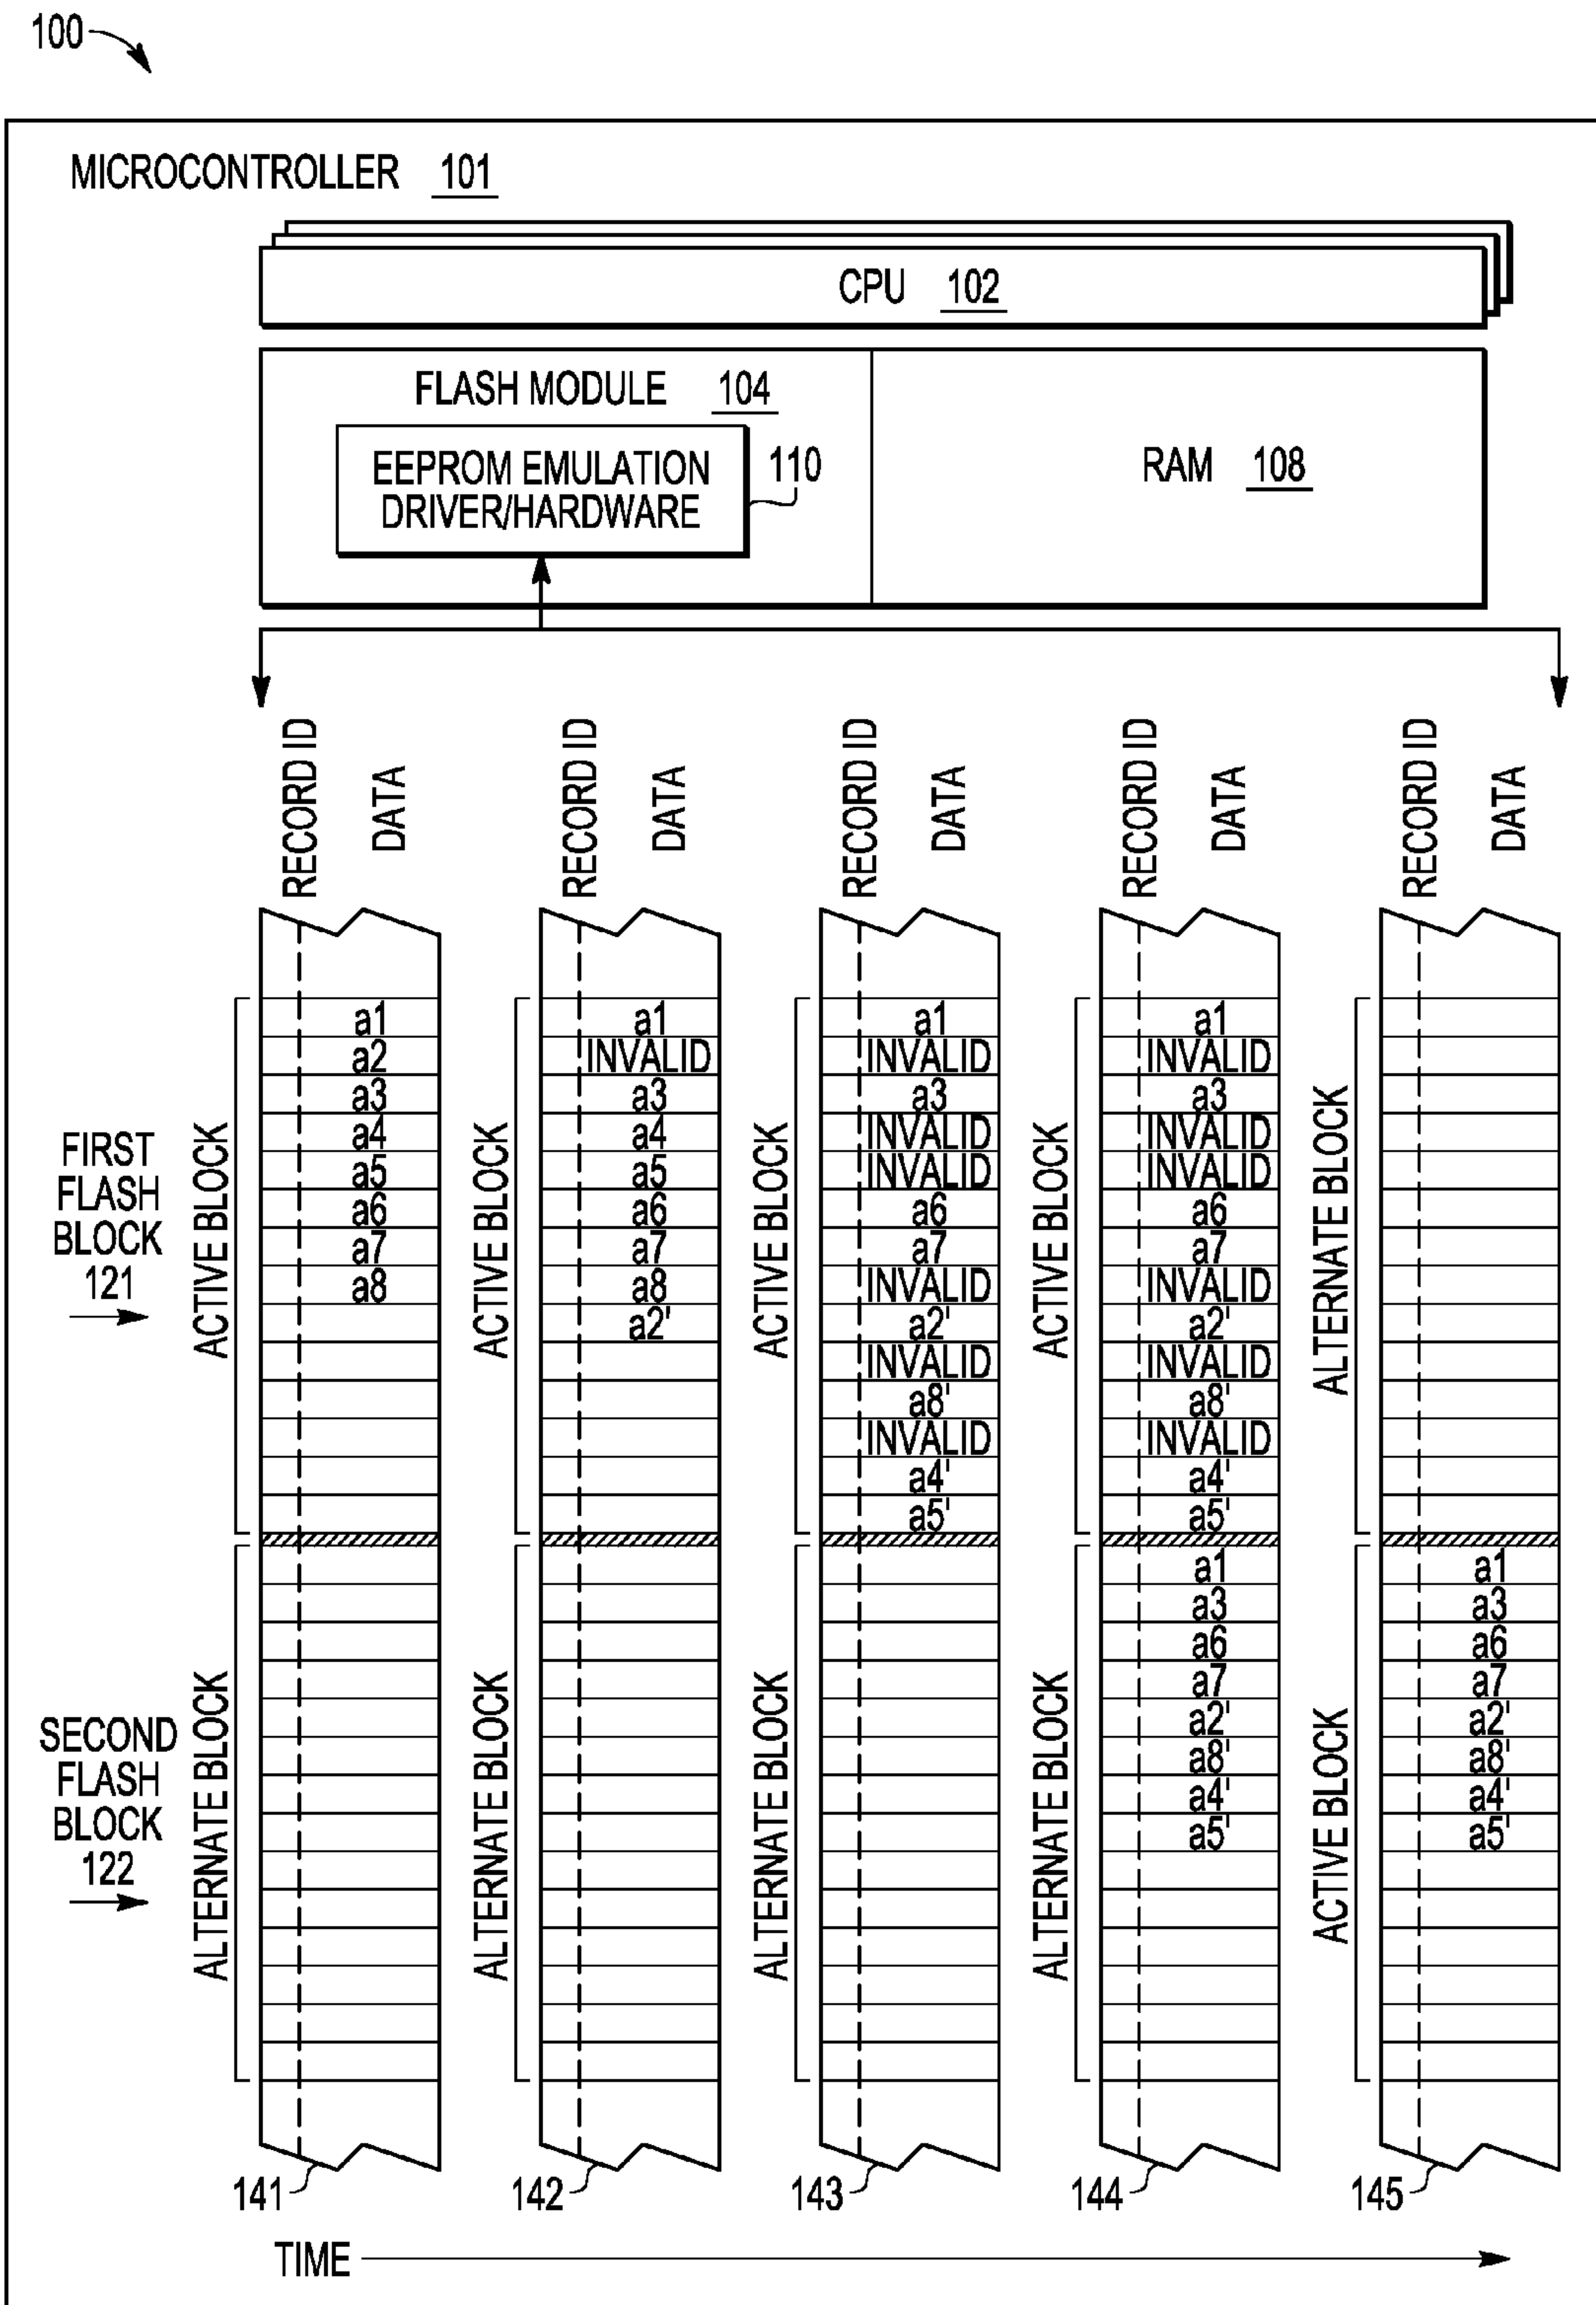 100
MICROCONTROLLER 101
CPU 102
FLASH MODULE 104
EEPROM EMULATION
DRIVER/HARDWARE
110
RAM 108
RECORD ID
DATA
RECORD ID
DATA
RECORD ID
DATA
RECORD ID
DATA
RECORD ID
DATA
FIRST
FLASH
BLOCK
121
SECOND
FLASH
BLOCK
122
ACTIVE BLOCK
a1
a2
a3
a4
a5
a6
a7
a8
ALTERNATE BLOCK
141
ACTIVE BLOCK
a1
INVALID
a3
a4
a5
a6
a7
a8
a2'
ALTERNATE BLOCK
142
ACTIVE BLOCK
a1
INVALID
a3
INVALID
INVALID
a6
a7
INVALID
a2'
INVALID
a8'
INVALID
a4'
a5'
ALTERNATE BLOCK
143
ACTIVE BLOCK
a1
INVALID
a3
INVALID
INVALID
a6
a7
INVALID
a2'
INVALID
a8'
INVALID
a4'
a5'
ALTERNATE BLOCK
a1
a3
a6
a7
a2'
a8'
a4'
a5'
144
ALTERNATE BLOCK
ACTIVE BLOCK
a1
a3
a6
a7
a2'
a8'
a4'
a5'
145
TIME